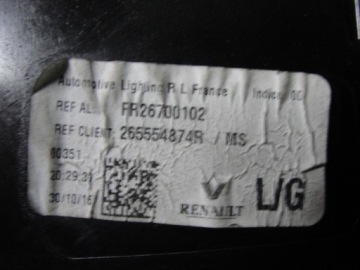 Automotive Lighting R L France Indice: 00
REF AL.: FR26700102
REF CLIENT: 265554874R / MS
00351
20:29:31
30/10/16
RENAULT
L/G